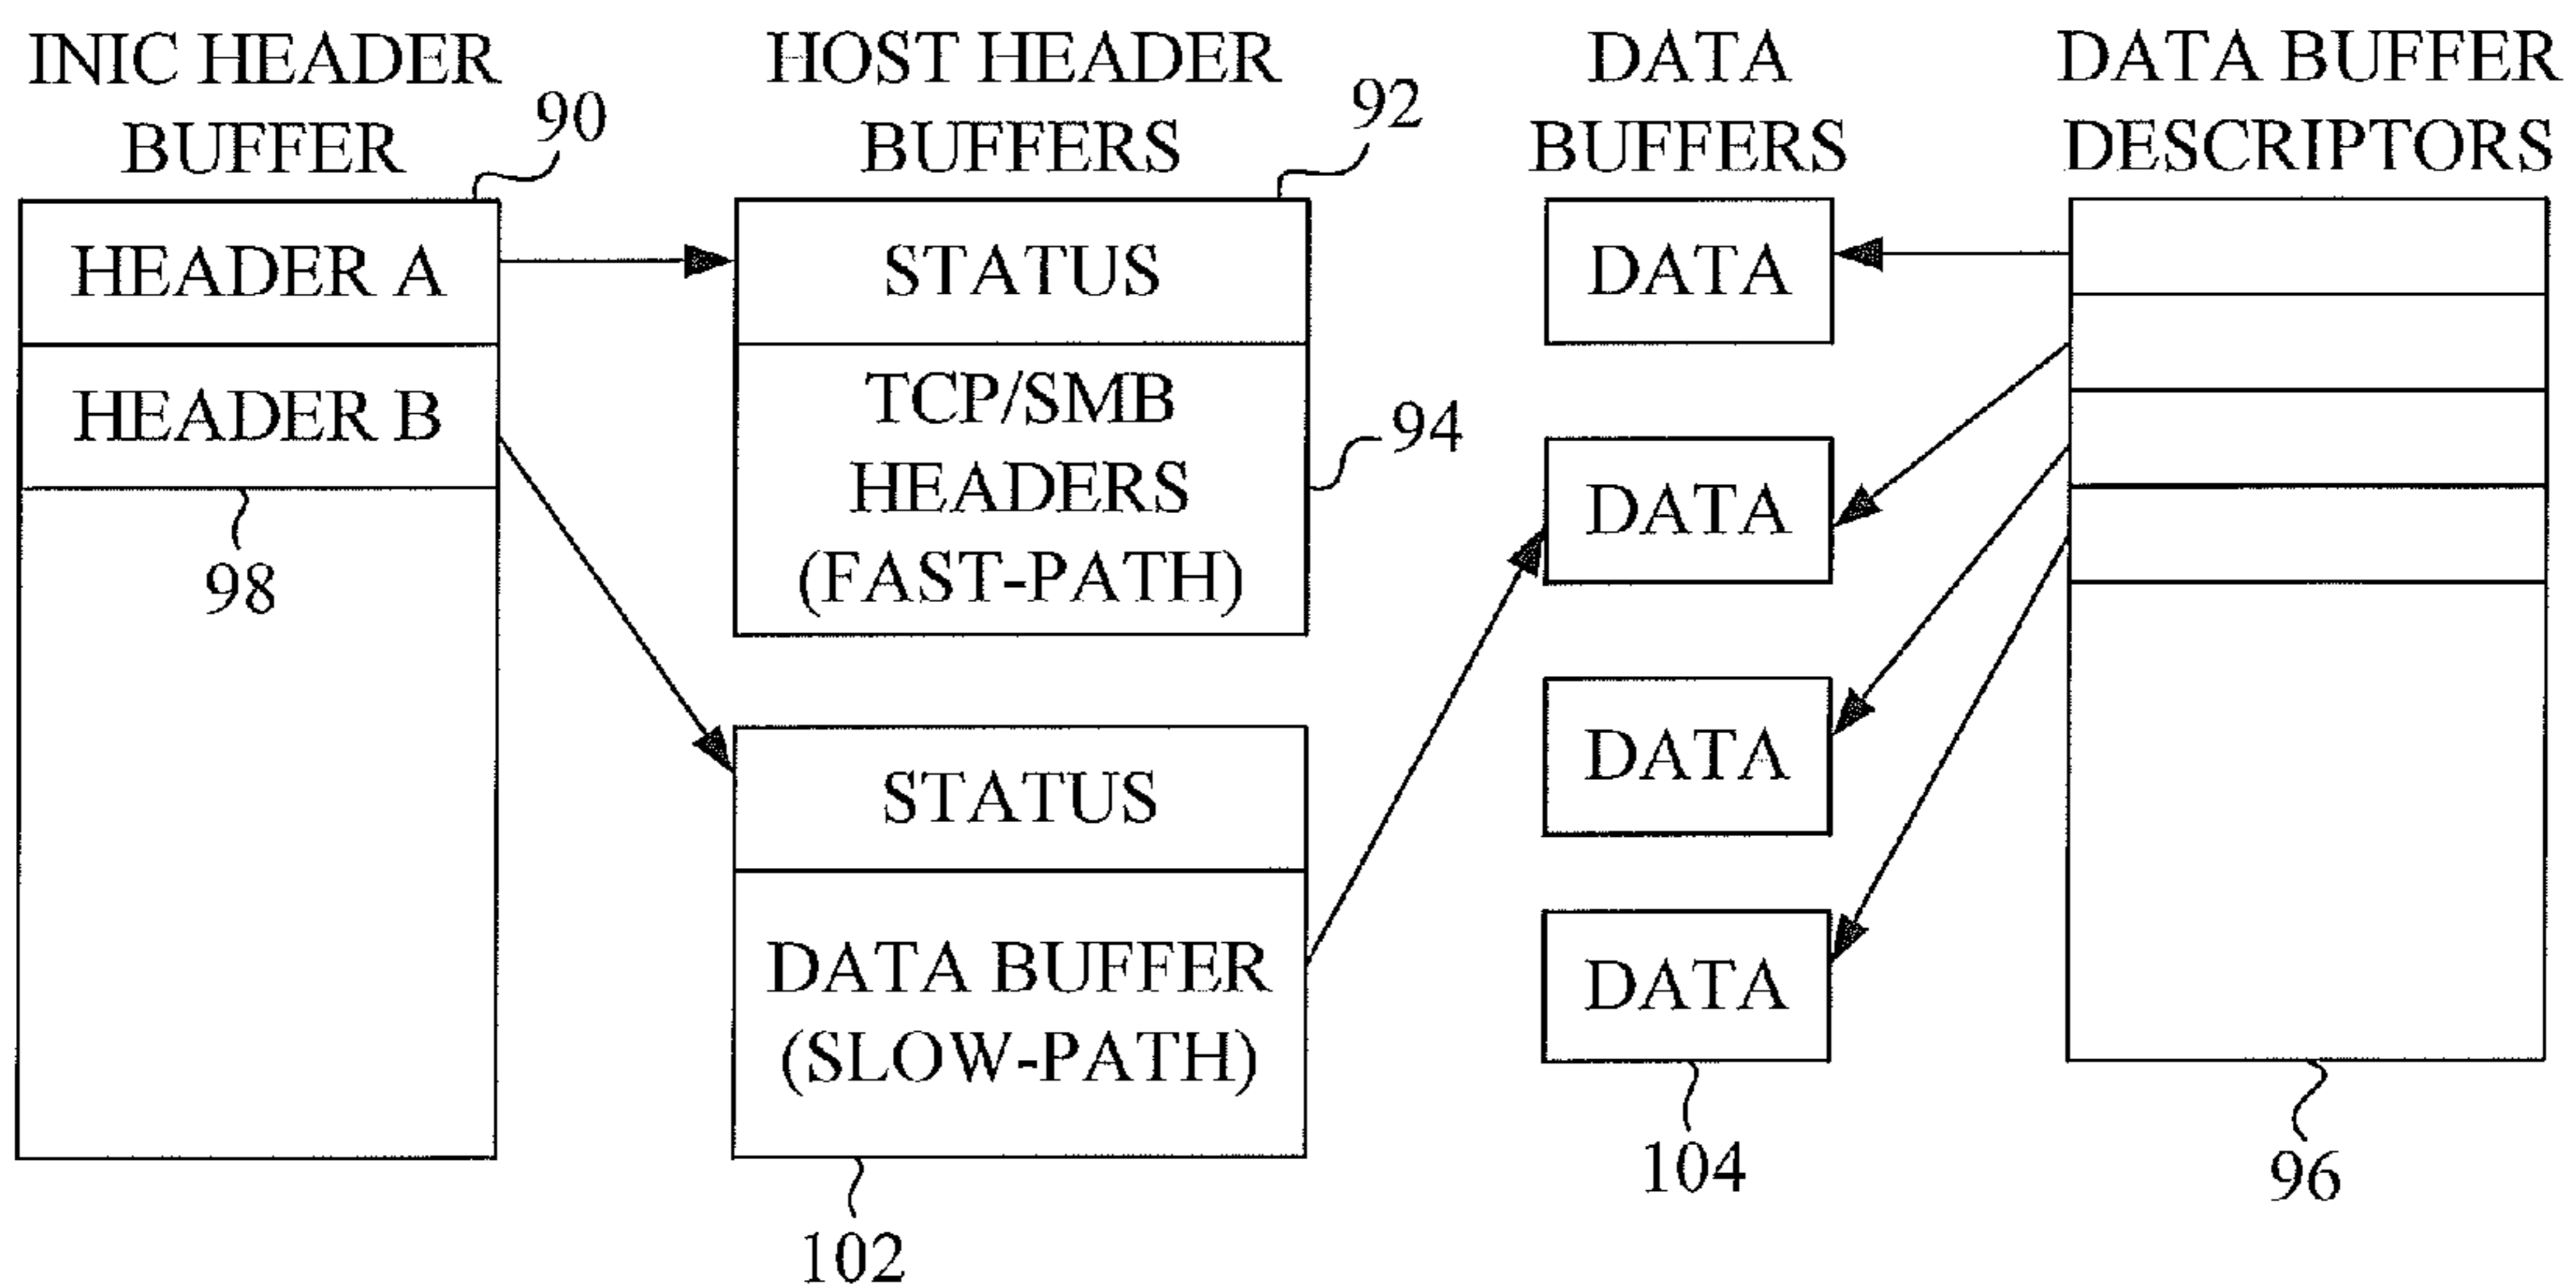 INIC HEADER
BUFFER
90
HEADER A
HEADER B
98
HOST HEADER
BUFFERS
92
STATUS
TCP/SMB
HEADERS
(FAST-PATH)
94
STATUS
DATA BUFFER
(SLOW-PATH)
102
DATA
BUFFERS
DATA
DATA
DATA
DATA
104
DATA BUFFER
DESCRIPTORS
96